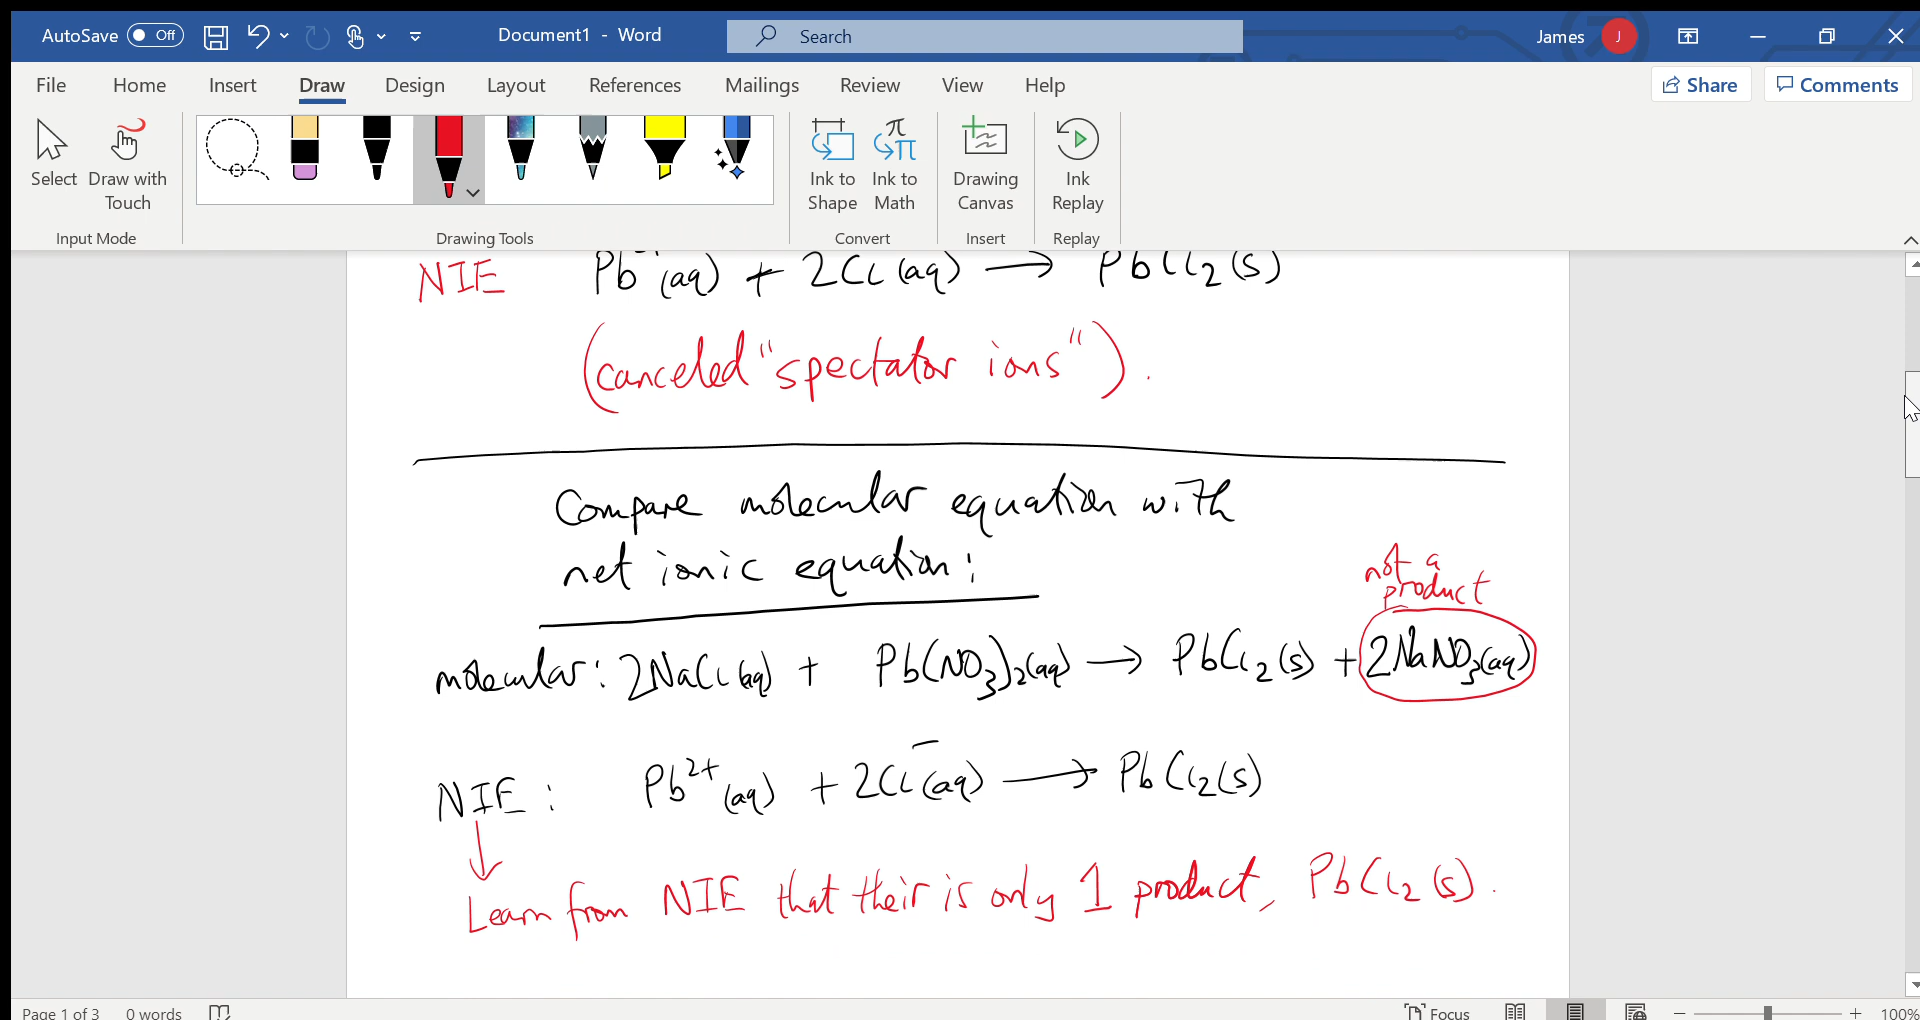 AutoSave Off Document1 - Word Search James J
File Home Insert Draw Design Layout References Mailings Review View Help Share Comments
Select Draw with Touch
Ink to Shape Ink to Math Drawing Canvas Ink Replay
Input Mode Drawing Tools Convert Insert Replay
NIE Pb (aq) + 2Cl (aq) → PbCl₂(s)
(canceled "spectator ions").
Compare molecular equation with
net ionic equation:
not a
product
molecular: 2NaCl(aq) + Pb(NO₃)₂(aq) → PbCl₂(s) + 2NaNO₃(aq)
NIE: Pb²⁺(aq) + 2Cl⁻(aq) → PbCl₂(s)
Learn from NIE that their is only 1 product, PbCl₂(s).
Page 1 of 3 0 words Focus 100%